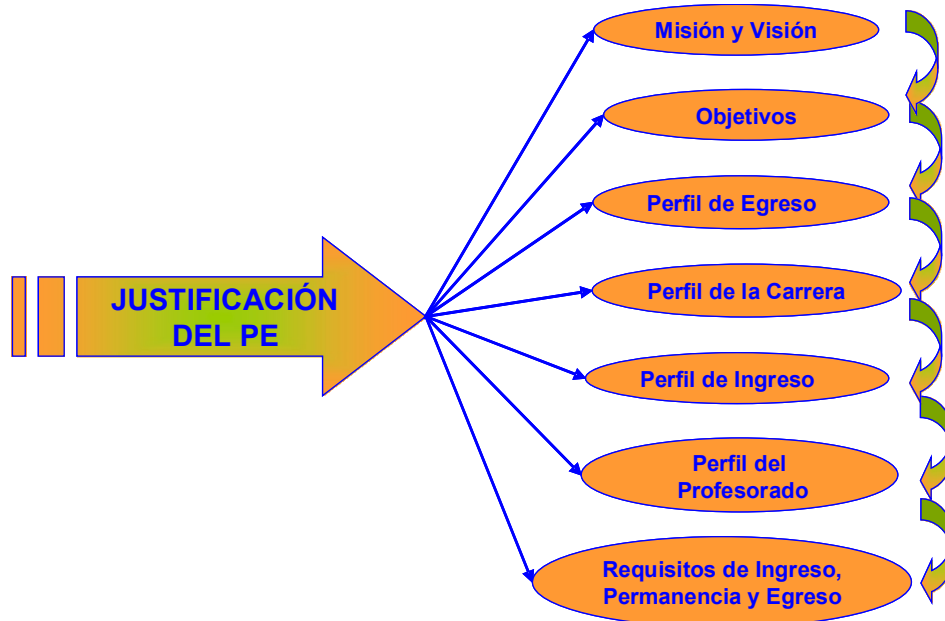 Misión y Visión
Objetivos
Perfil de Egreso
Perfil de la Carrera
JUSTIFICACIÓN
DEL PE
Perfil de Ingreso
Perfil del
Profesorado
Requisitos de Ingreso,
Permanencia y Egreso